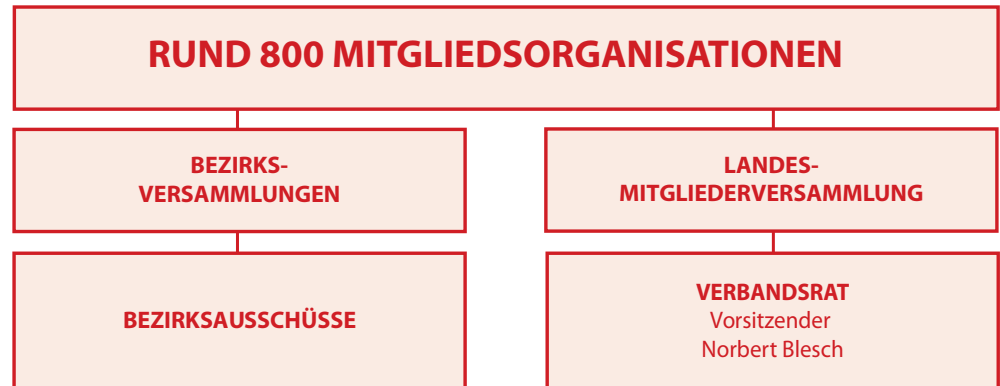 RUND 800 MITGLIEDSORGANISATIONEN
BEZIRKS-
VERSAMMLUNGEN
LANDES-
MITGLIEDERVERSAMMLUNG
BEZIRKSAUSSCHÜSSE
VERBANDSRAT
Vorsitzender
Norbert Blesch